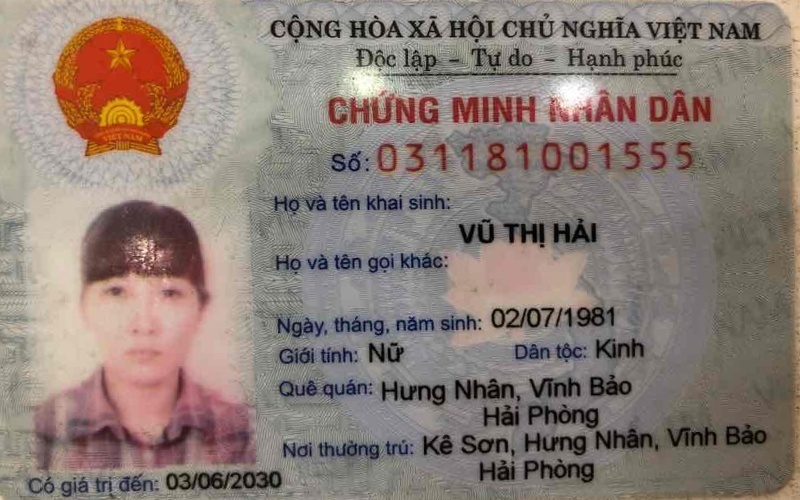 CỘNG HÒA XÃ HỘI CHỦ NGHĨA VIỆT NAM
Độc lập – Tự do – Hạnh phúc
CHỨNG MINH NHÂN DÂN
Số: 031181001555
Họ và tên khai sinh:
VŨ THỊ HẢI
Họ và tên gọi khác:
Ngày, tháng, năm sinh: 02/07/1981
Giới tính: Nữ Dân tộc: Kinh
Quê quán: Hưng Nhân, Vĩnh Bảo
Hải Phòng
Nơi thường trú: Kê Sơn, Hưng Nhân, Vĩnh Bảo
Hải Phòng
Có giá trị đến: 03/06/2030